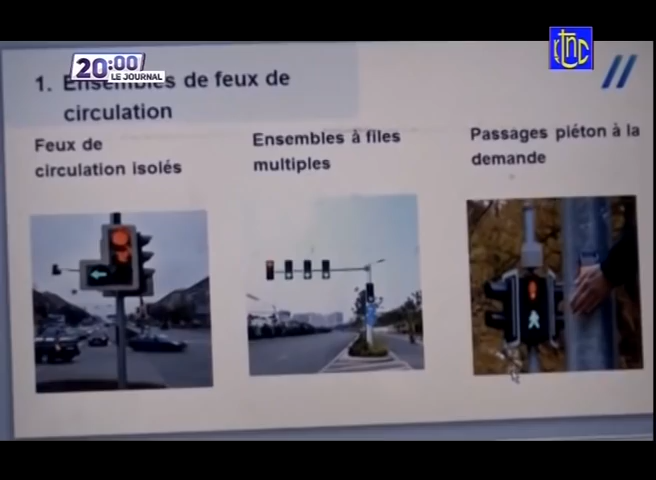 20:00
LE JOURNAL
rtnc
1. Ensembles de feux de
circulation
Feux de
circulation isolés
Ensembles à files
multiples
Passages piéton à la
demande